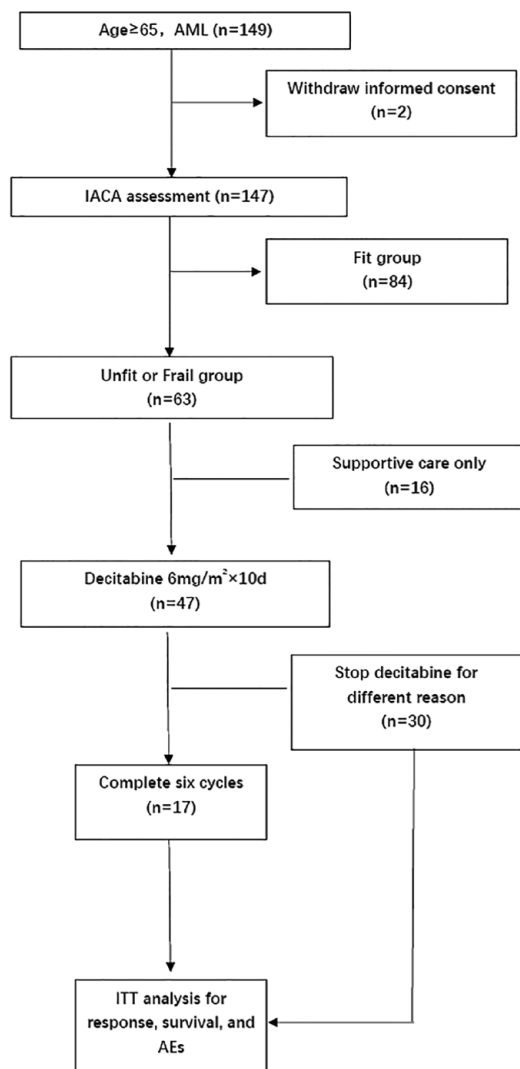 Age≥65，AML (n=149)
Withdraw informed consent
(n=2)
IACA assessment (n=147)
Fit group
(n=84)
Unfit or Frail group
(n=63)
Supportive care only
(n=16)
Decitabine 6mg/m²×10d
(n=47)
Stop decitabine for
different reason
(n=30)
Complete six cycles
(n=17)
ITT analysis for
response, survival, and
AEs